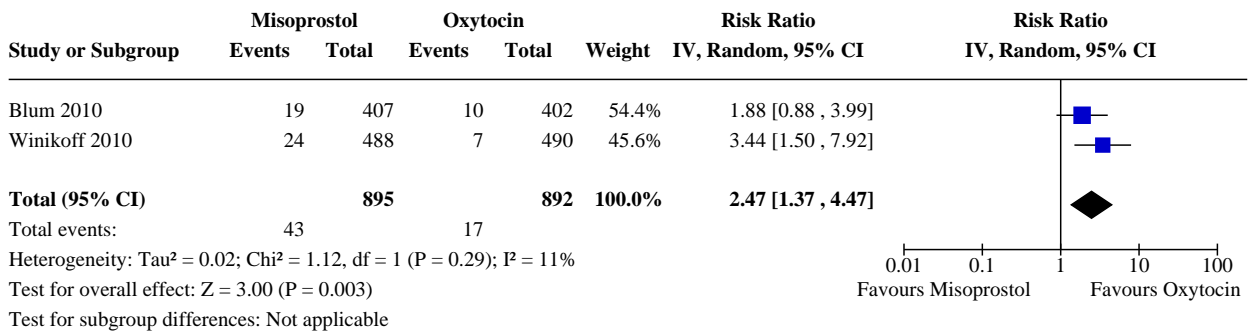 Misoprostol Oxytocin Risk Ratio Risk Ratio
Study or Subgroup Events Total Events Total Weight IV, Random, 95% CI IV, Random, 95% CI
Blum 2010 19 407 10 402 54.4% 1.88 [0.88 , 3.99]
Winikoff 2010 24 488 7 490 45.6% 3.44 [1.50 , 7.92]
Total (95% CI) 895 892 100.0% 2.47 [1.37 , 4.47]
Total events: 43 17
Heterogeneity: Tau² = 0.02; Chi² = 1.12, df = 1 (P = 0.29); I² = 11%
0.01 0.1 1 10 100
Test for overall effect: Z = 3.00 (P = 0.003)
Favours Misoprostol Favours Oxytocin
Test for subgroup differences: Not applicable